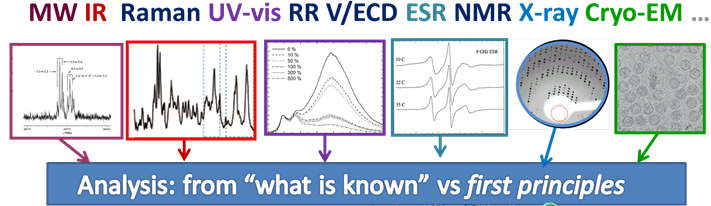 MW IR Raman UV-vis RR V/ECD ESR NMR X-ray Cryo-EM ...
0 %
10 %
50 %
100 %
300 %
500 %
9 GHz ESR
10 C
22 C
35 C
Analysis: from “what is known” vs first principles